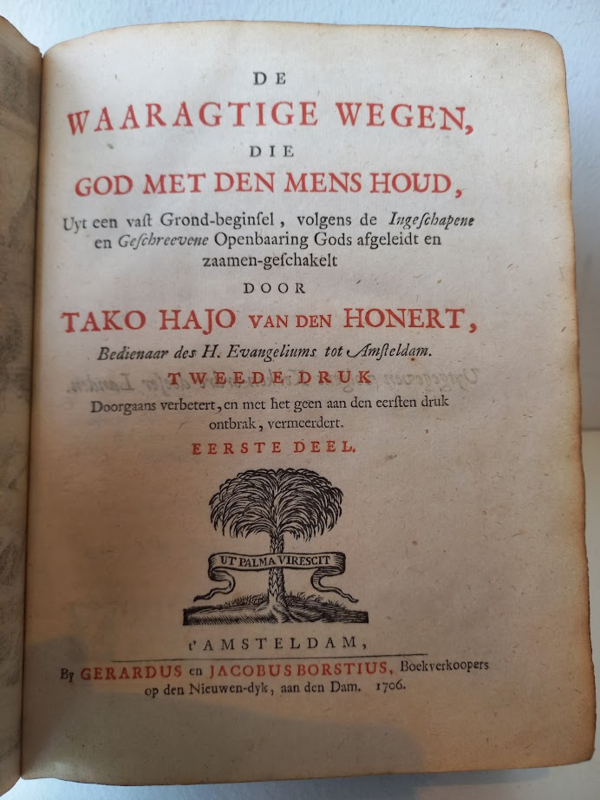 DE
WAARAGTIGE WEGEN,
DIE
GOD MET DEN MENS HOUD,
Uyt een vaſt Grond-beginſel, volgens de Ingeſchapene
en Geſchreevene Openbaaring Gods afgeleidt en
zaamen-geſchakelt
DOOR
TAKO HAJO VAN DEN HONERT,
Bedienaar des H. Evangeliums tot Amſteldam.
TWEEDE DRUK
Doorgaans verbetert, en met het geen aan den eerſten druk
ontbrak, vermeerdert.
EERSTE DEEL.
UT PALMA VIRESCIT
t'AMSTELDAM,
By GERARDUS en JACOBUS BORSTIUS, Boekverkoopers
op den Nieuwen-dyk, aan den Dam. 1706.